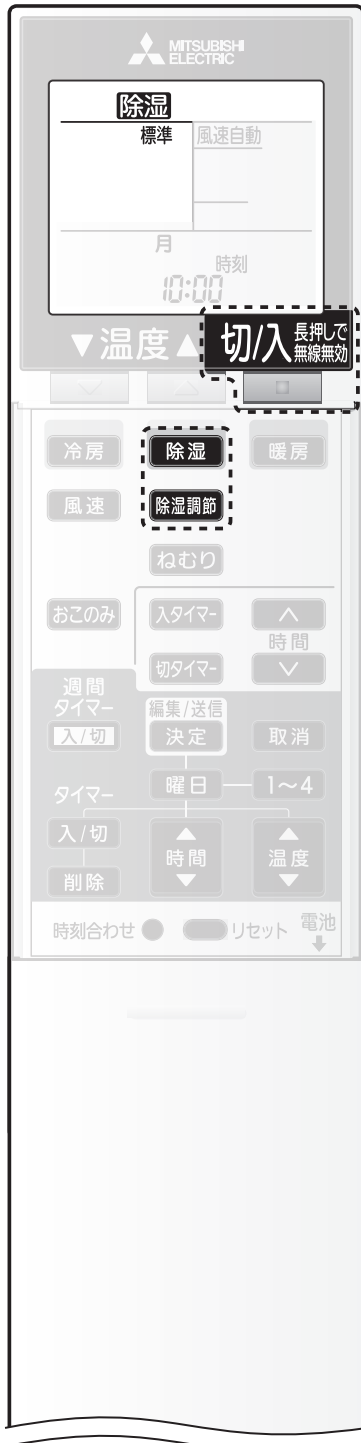 MITSUBISHI
ELECTRIC
除湿
標準 風速自動
月
時刻
10:00
▼温度▲ 切/入 長押しで
無線無効
冷房 除湿 暖房
風速 除湿調節
ねむり
おこのみ 入タイマー ∧
時間
切タイマー ∨
週間
タイマー 編集/送信
入/切 決定 取消
曜日 1～4
タイマー
入/切 ▲ 時間 ▼ ▲ 温度 ▼
削除
時刻合わせ リセット 電池